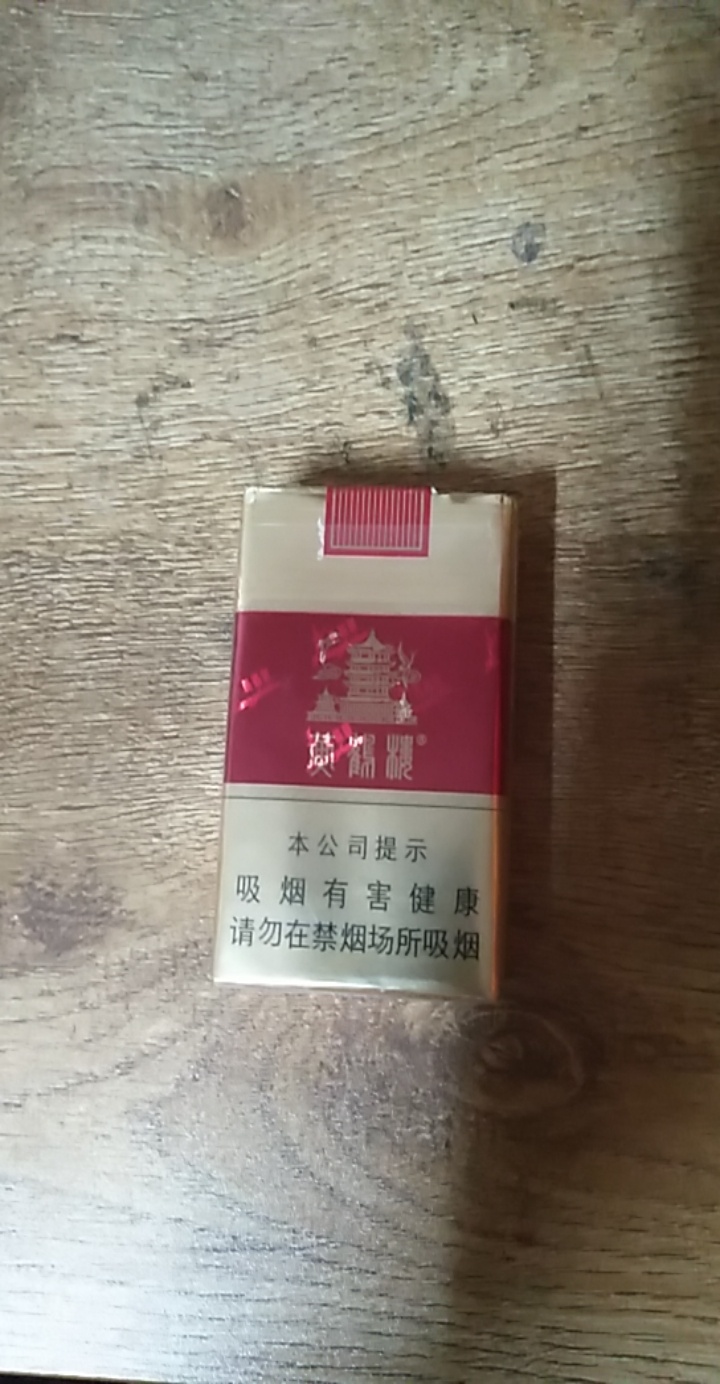 黄鹤楼®
本公司提示
吸烟有害健康
请勿在禁烟场所吸烟